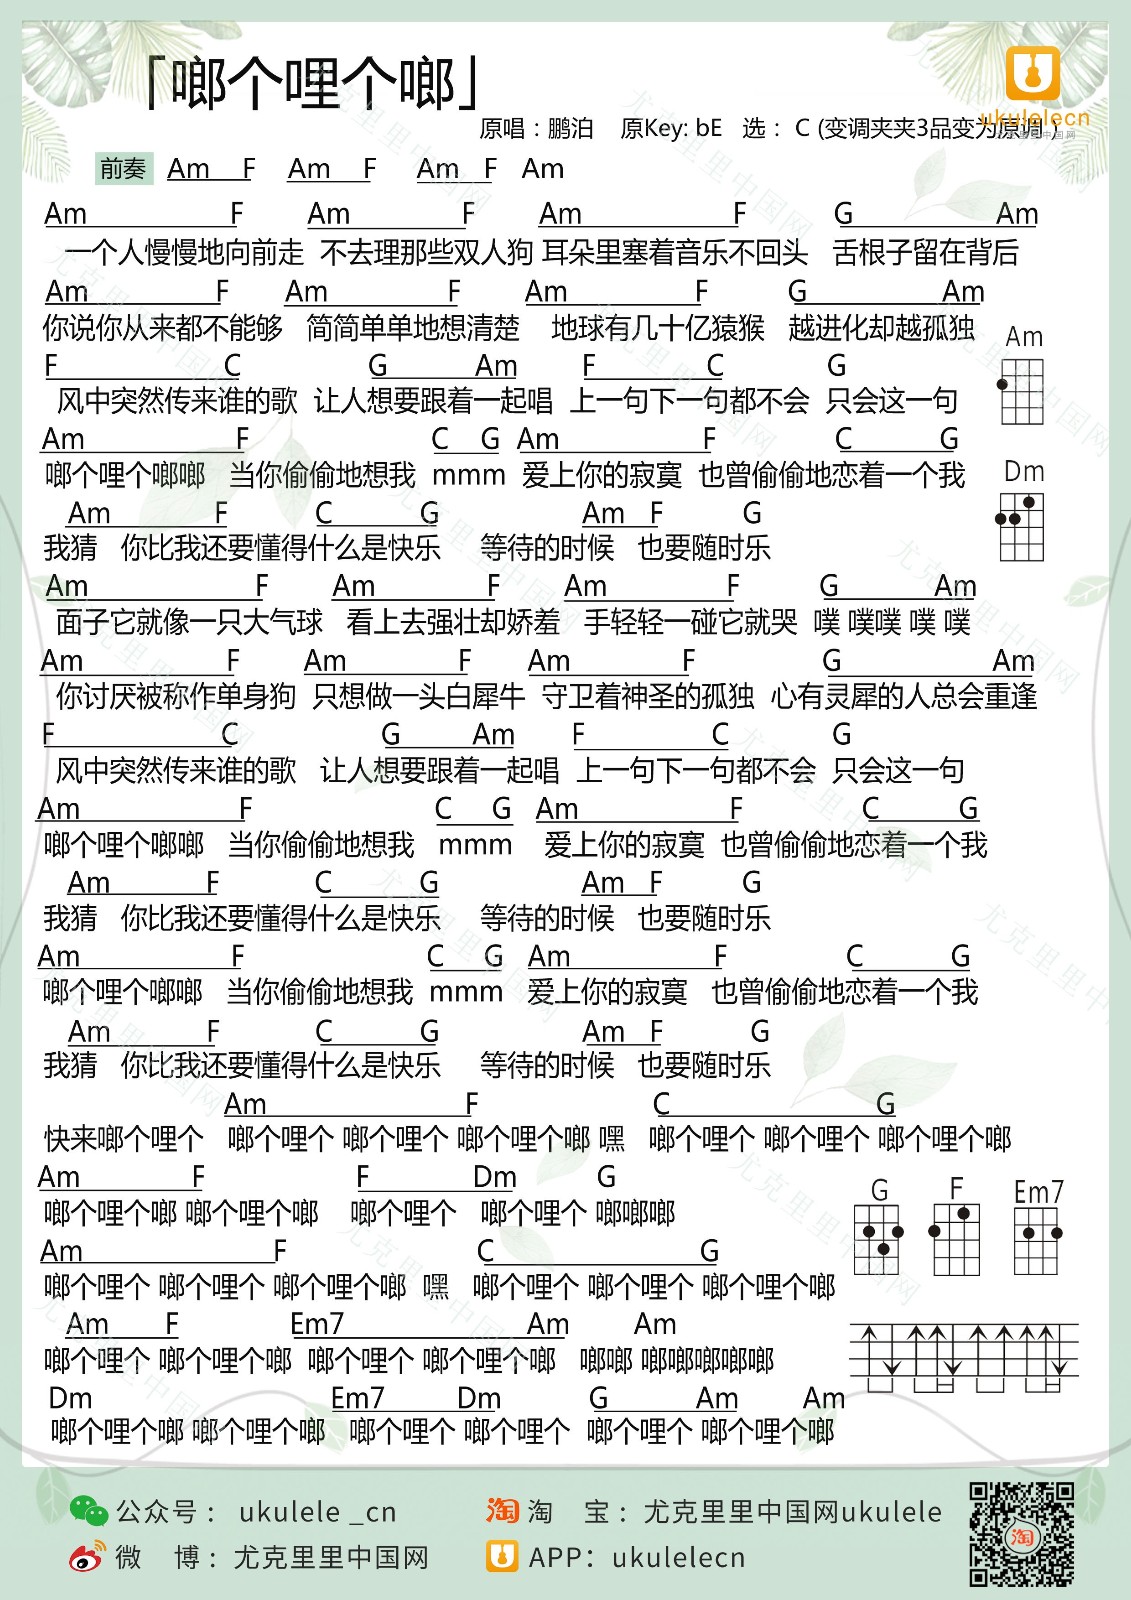 「啷个哩个啷」
ukulelecn
原唱：鹏泊 原Key: bE 选： C (变调夹夹3品变为原调 )
前奏 Am F Am F Am F Am
Am F Am F Am F G Am
一个人慢慢地向前走 不去理那些双人狗 耳朵里塞着音乐不回头 舌根子留在背后
Am F Am F Am F G Am
你说你从来都不能够 简简单单地想清楚 地球有几十亿猿猴 越进化却越孤独
Am
F C G Am F C G
风中突然传来谁的歌 让人想要跟着一起唱 上一句下一句都不会 只会这一句
Am F C G Am F C G
啷个哩个啷啷 当你偷偷地想我 mmm 爱上你的寂寞 也曾偷偷地恋着一个我
Dm
Am F C G Am F G
我猜 你比我还要懂得什么是快乐 等待的时候 也要随时乐
Am F Am F Am F G Am
面子它就像一只大气球 看上去强壮却娇羞 手轻轻一碰它就哭 噗 噗噗 噗 噗
Am F Am F Am F G Am
你讨厌被称作单身狗 只想做一头白犀牛 守卫着神圣的孤独 心有灵犀的人总会重逢
F C G Am F C G
风中突然传来谁的歌 让人想要跟着一起唱 上一句下一句都不会 只会这一句
Am F C G Am F C G
啷个哩个啷啷 当你偷偷地想我 mmm 爱上你的寂寞 也曾偷偷地恋着一个我
Am F C G Am F G
我猜 你比我还要懂得什么是快乐 等待的时候 也要随时乐
Am F C G Am F C G
啷个哩个啷啷 当你偷偷地想我 mmm 爱上你的寂寞 也曾偷偷地恋着一个我
Am F C G Am F G
我猜 你比我还要懂得什么是快乐 等待的时候 也要随时乐
Am F C G
快来啷个哩个 啷个哩个 啷个哩个 啷个哩个啷 嘿 啷个哩个 啷个哩个 啷个哩个啷
Am F F Dm G
啷个哩个啷 啷个哩个啷 啷个哩个 啷个哩个 啷啷啷
G F Em7
Am F C G
啷个哩个 啷个哩个 啷个哩个啷 嘿 啷个哩个 啷个哩个 啷个哩个啷
Am F Em7 Am Am
啷个哩个 啷个哩个啷 啷个哩个 啷个哩个啷 啷啷 啷啷啷啷啷
Dm Em7 Dm G Am Am
啷个哩个啷 啷个哩个啷 啷个哩个 啷个哩个 啷个哩个 啷个哩个啷
公众号： ukulele _cn
淘 淘 宝：尤克里里中国网ukulele
微 博：尤克里里中国网
APP：ukulelecn
淘